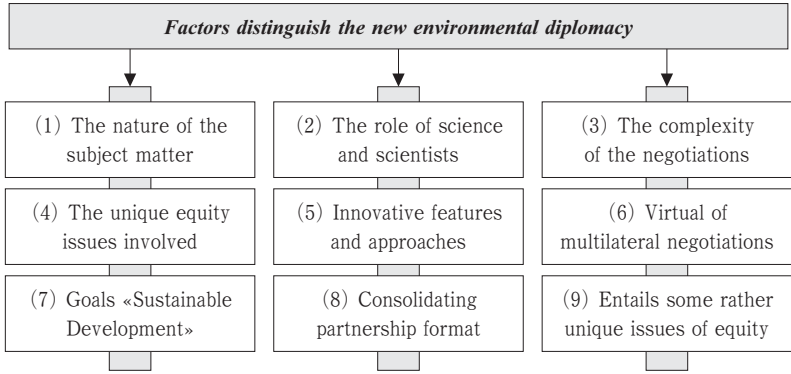 Factors distinguish the new environmental diplomacy
(1) The nature of the
subject matter
(2) The role of science
and scientists
(3) The complexity
of the negotiations
(4) The unique equity
issues involved
(5) Innovative features
and approaches
(6) Virtual of
multilateral negotiations
(7) Goals «Sustainable
Development»
(8) Consolidating
partnership format
(9) Entails some rather
unique issues of equity